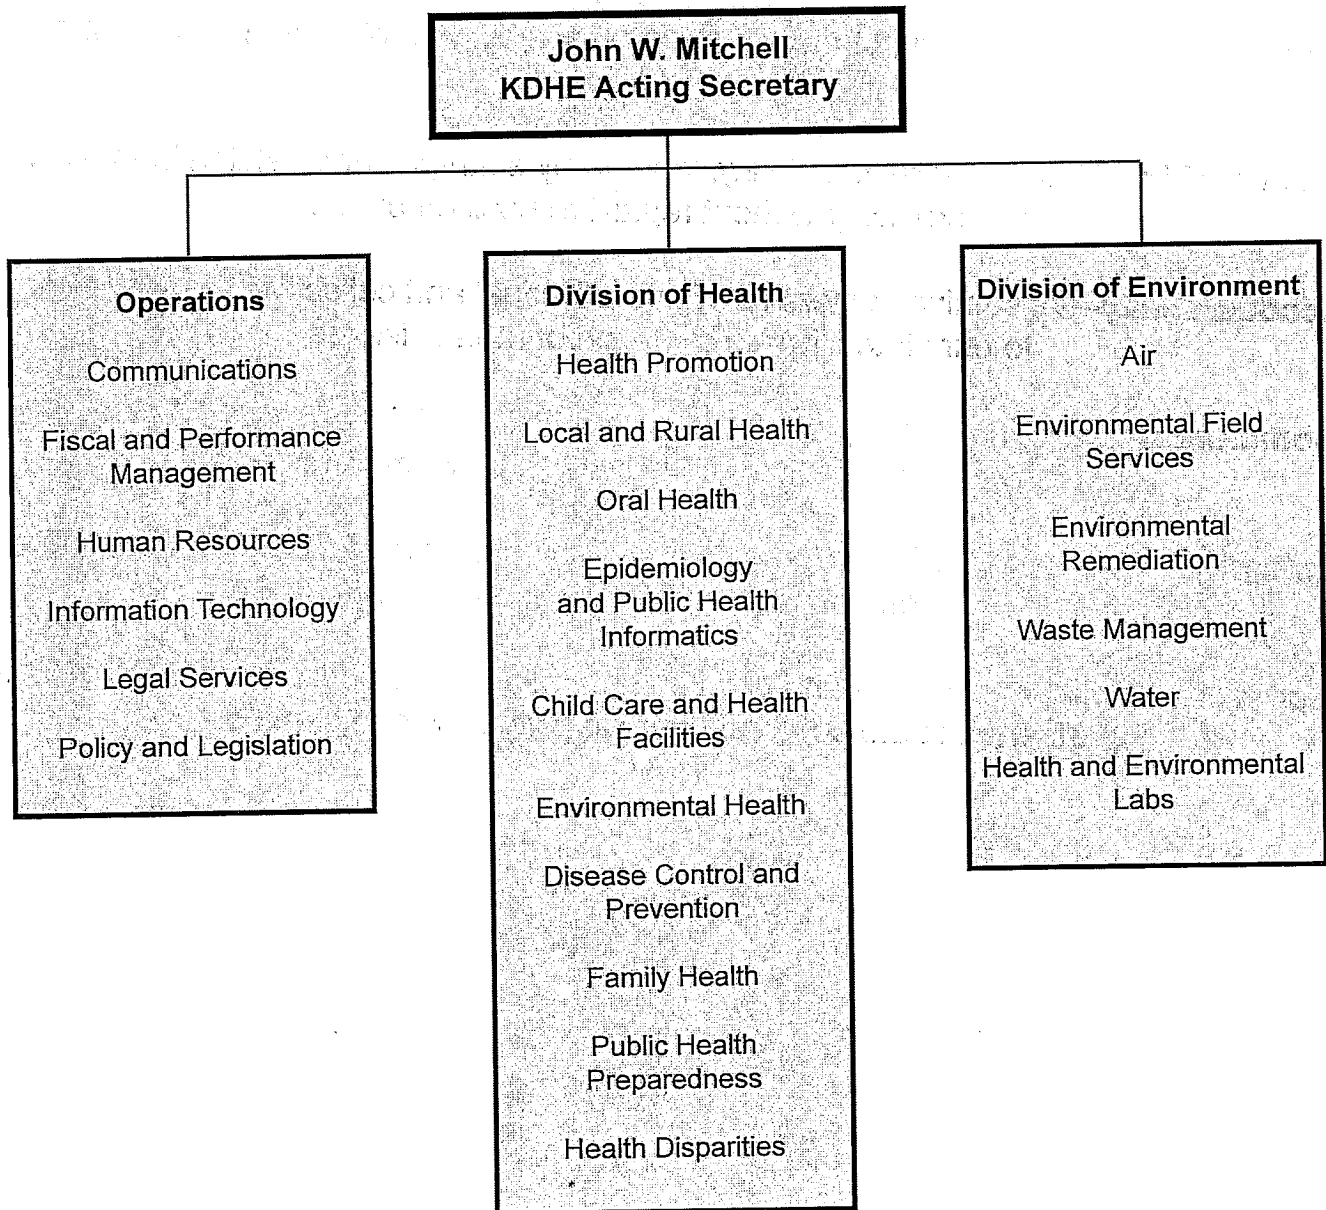 John W. Mitchell
KDHE Acting Secretary
Operations
Communications
Fiscal and Performance
Management
Human Resources
Information Technology
Legal Services
Policy and Legislation
Division of Health
Health Promotion
Local and Rural Health
Oral Health
Epidemiology
and Public Health
Informatics
Child Care and Health
Facilities
Environmental Health
Disease Control and
Prevention
Family Health
Public Health
Preparedness
Health Disparities
Division of Environment
Air
Environmental Field
Services
Environmental
Remediation
Waste Management
Water
Health and Environmental
Labs